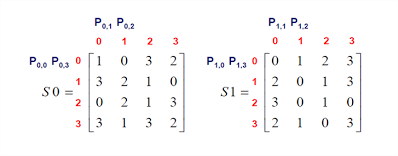 P0,1 P0,2 P1,1 P1,2
0 1 2 3 0 1 2 3
P0,0 P0,3 0 1 0 3 2 P1,0 P1,3 0 0 1 2 3
1 3 2 1 0 1 2 0 1 3
S0 = S1 =
2 0 2 1 3 2 3 0 1 0
3 3 1 3 2 3 2 1 0 3